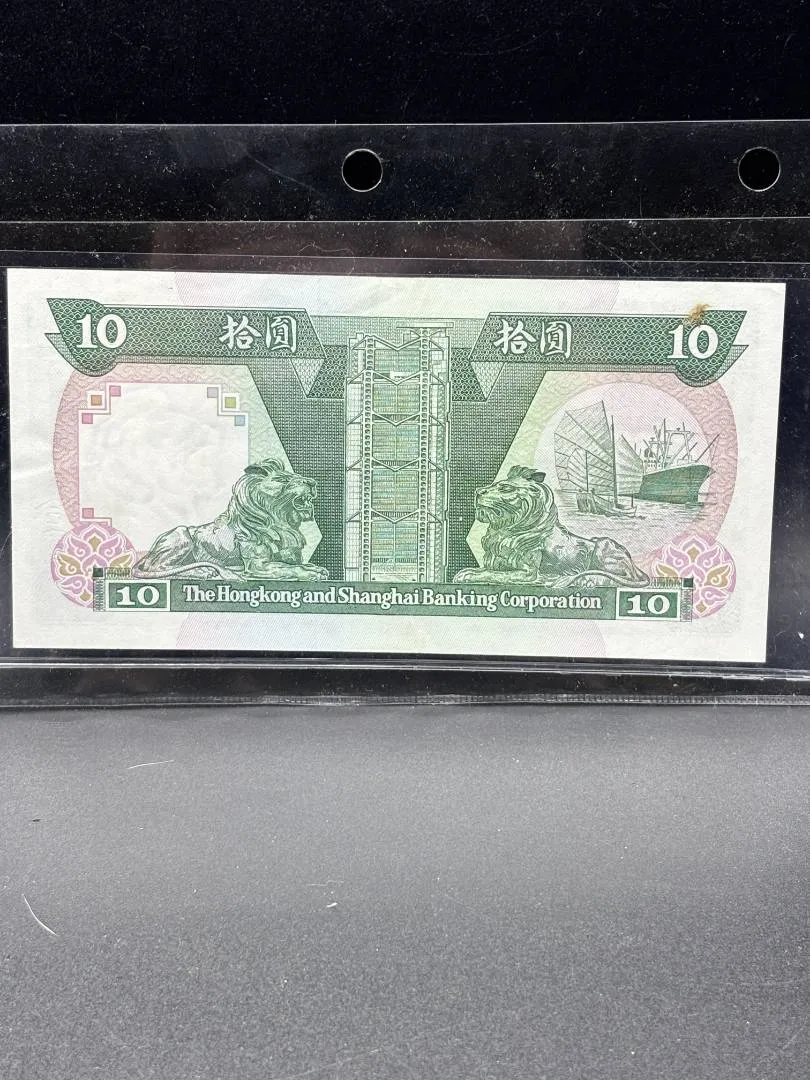 10 拾圓 拾圓 10
10 The Hongkong and Shanghai Banking Corporation 10